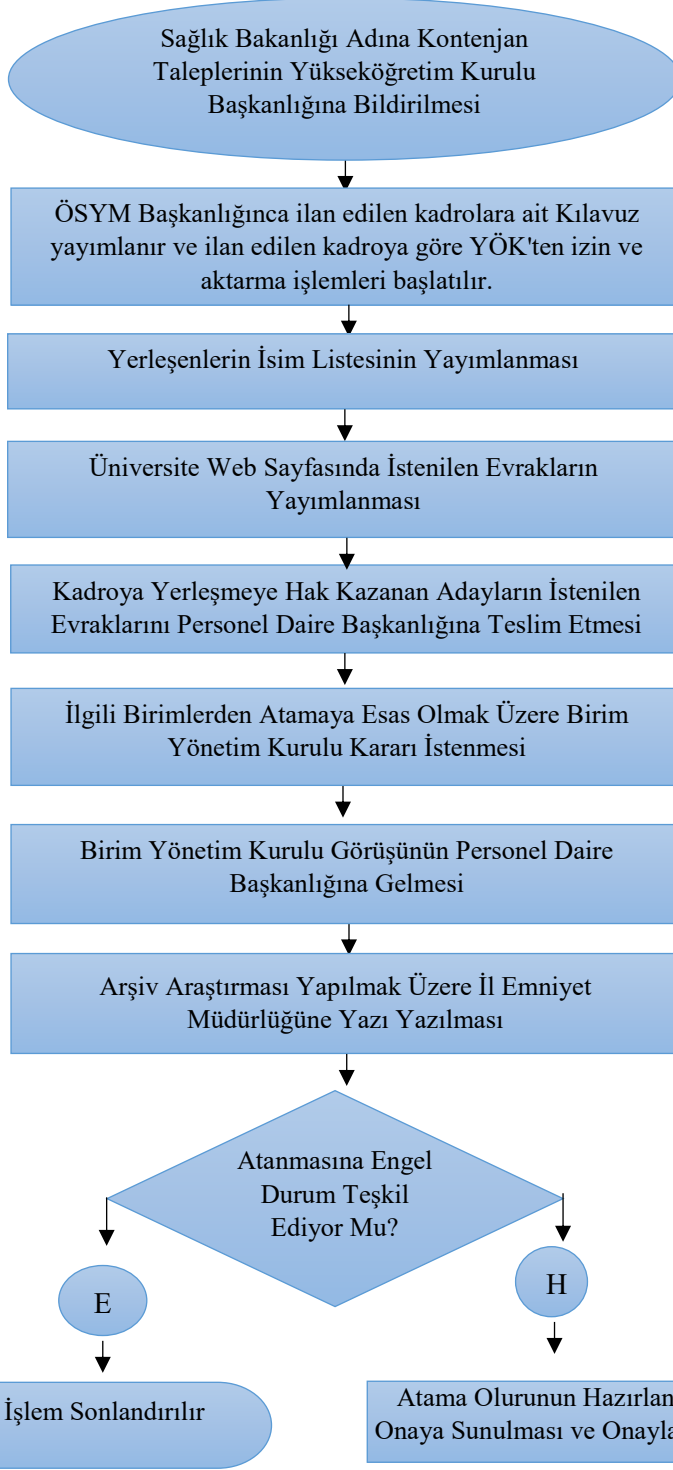 Sağlık Bakanlığı Adına Kontenjan
Taleplerinin Yükseköğretim Kurulu
Başkanlığına Bildirilmesi
ÖSYM Başkanlığınca ilan edilen kadrolara ait Kılavuz
yayımlanır ve ilan edilen kadroya göre YÖK'ten izin ve
aktarma işlemleri başlatılır.
Yerleşenlerin İsim Listesinin Yayımlanması
Üniversite Web Sayfasında İstenilen Evrakların
Yayımlanması
Kadroya Yerleşmeye Hak Kazanan Adayların İstenilen
Evraklarını Personel Daire Başkanlığına Teslim Etmesi
İlgili Birimlerden Atamaya Esas Olmak Üzere Birim
Yönetim Kurulu Kararı İstenmesi
Birim Yönetim Kurulu Görüşünün Personel Daire
Başkanlığına Gelmesi
Arşiv Araştırması Yapılmak Üzere İl Emniyet
Müdürlüğüne Yazı Yazılması
Atanmasına Engel
Durum Teşkil
Ediyor Mu?
E
H
İşlem Sonlandırılır
Atama Olurunun Hazırlan
Onaya Sunulması ve Onayla